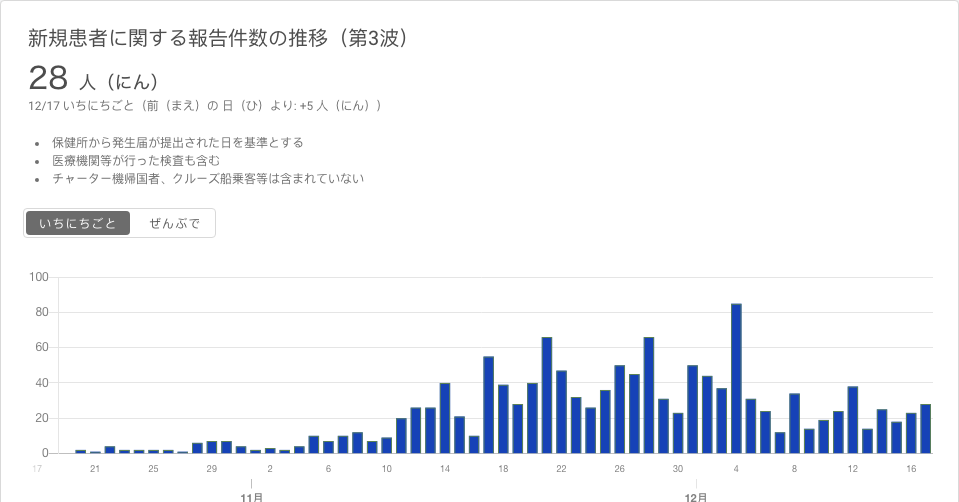 新規患者に関する報告件数の推移（第3波）
28 人（にん）
12/17 いちにちごと（前（まえ）の 日（ひ）より: +5 人（にん））
• 保健所から発生届が提出された日を基準とする
• 医療機関等が行った検査も含む
• チャーター機帰国者、クルーズ船乗客等は含まれていない
いちにちごと ぜんぶで
100
80
60
40
20
0
17 21 25 29 2 6 10 14 18 22 26 30 4 8 12 16
11月 12月